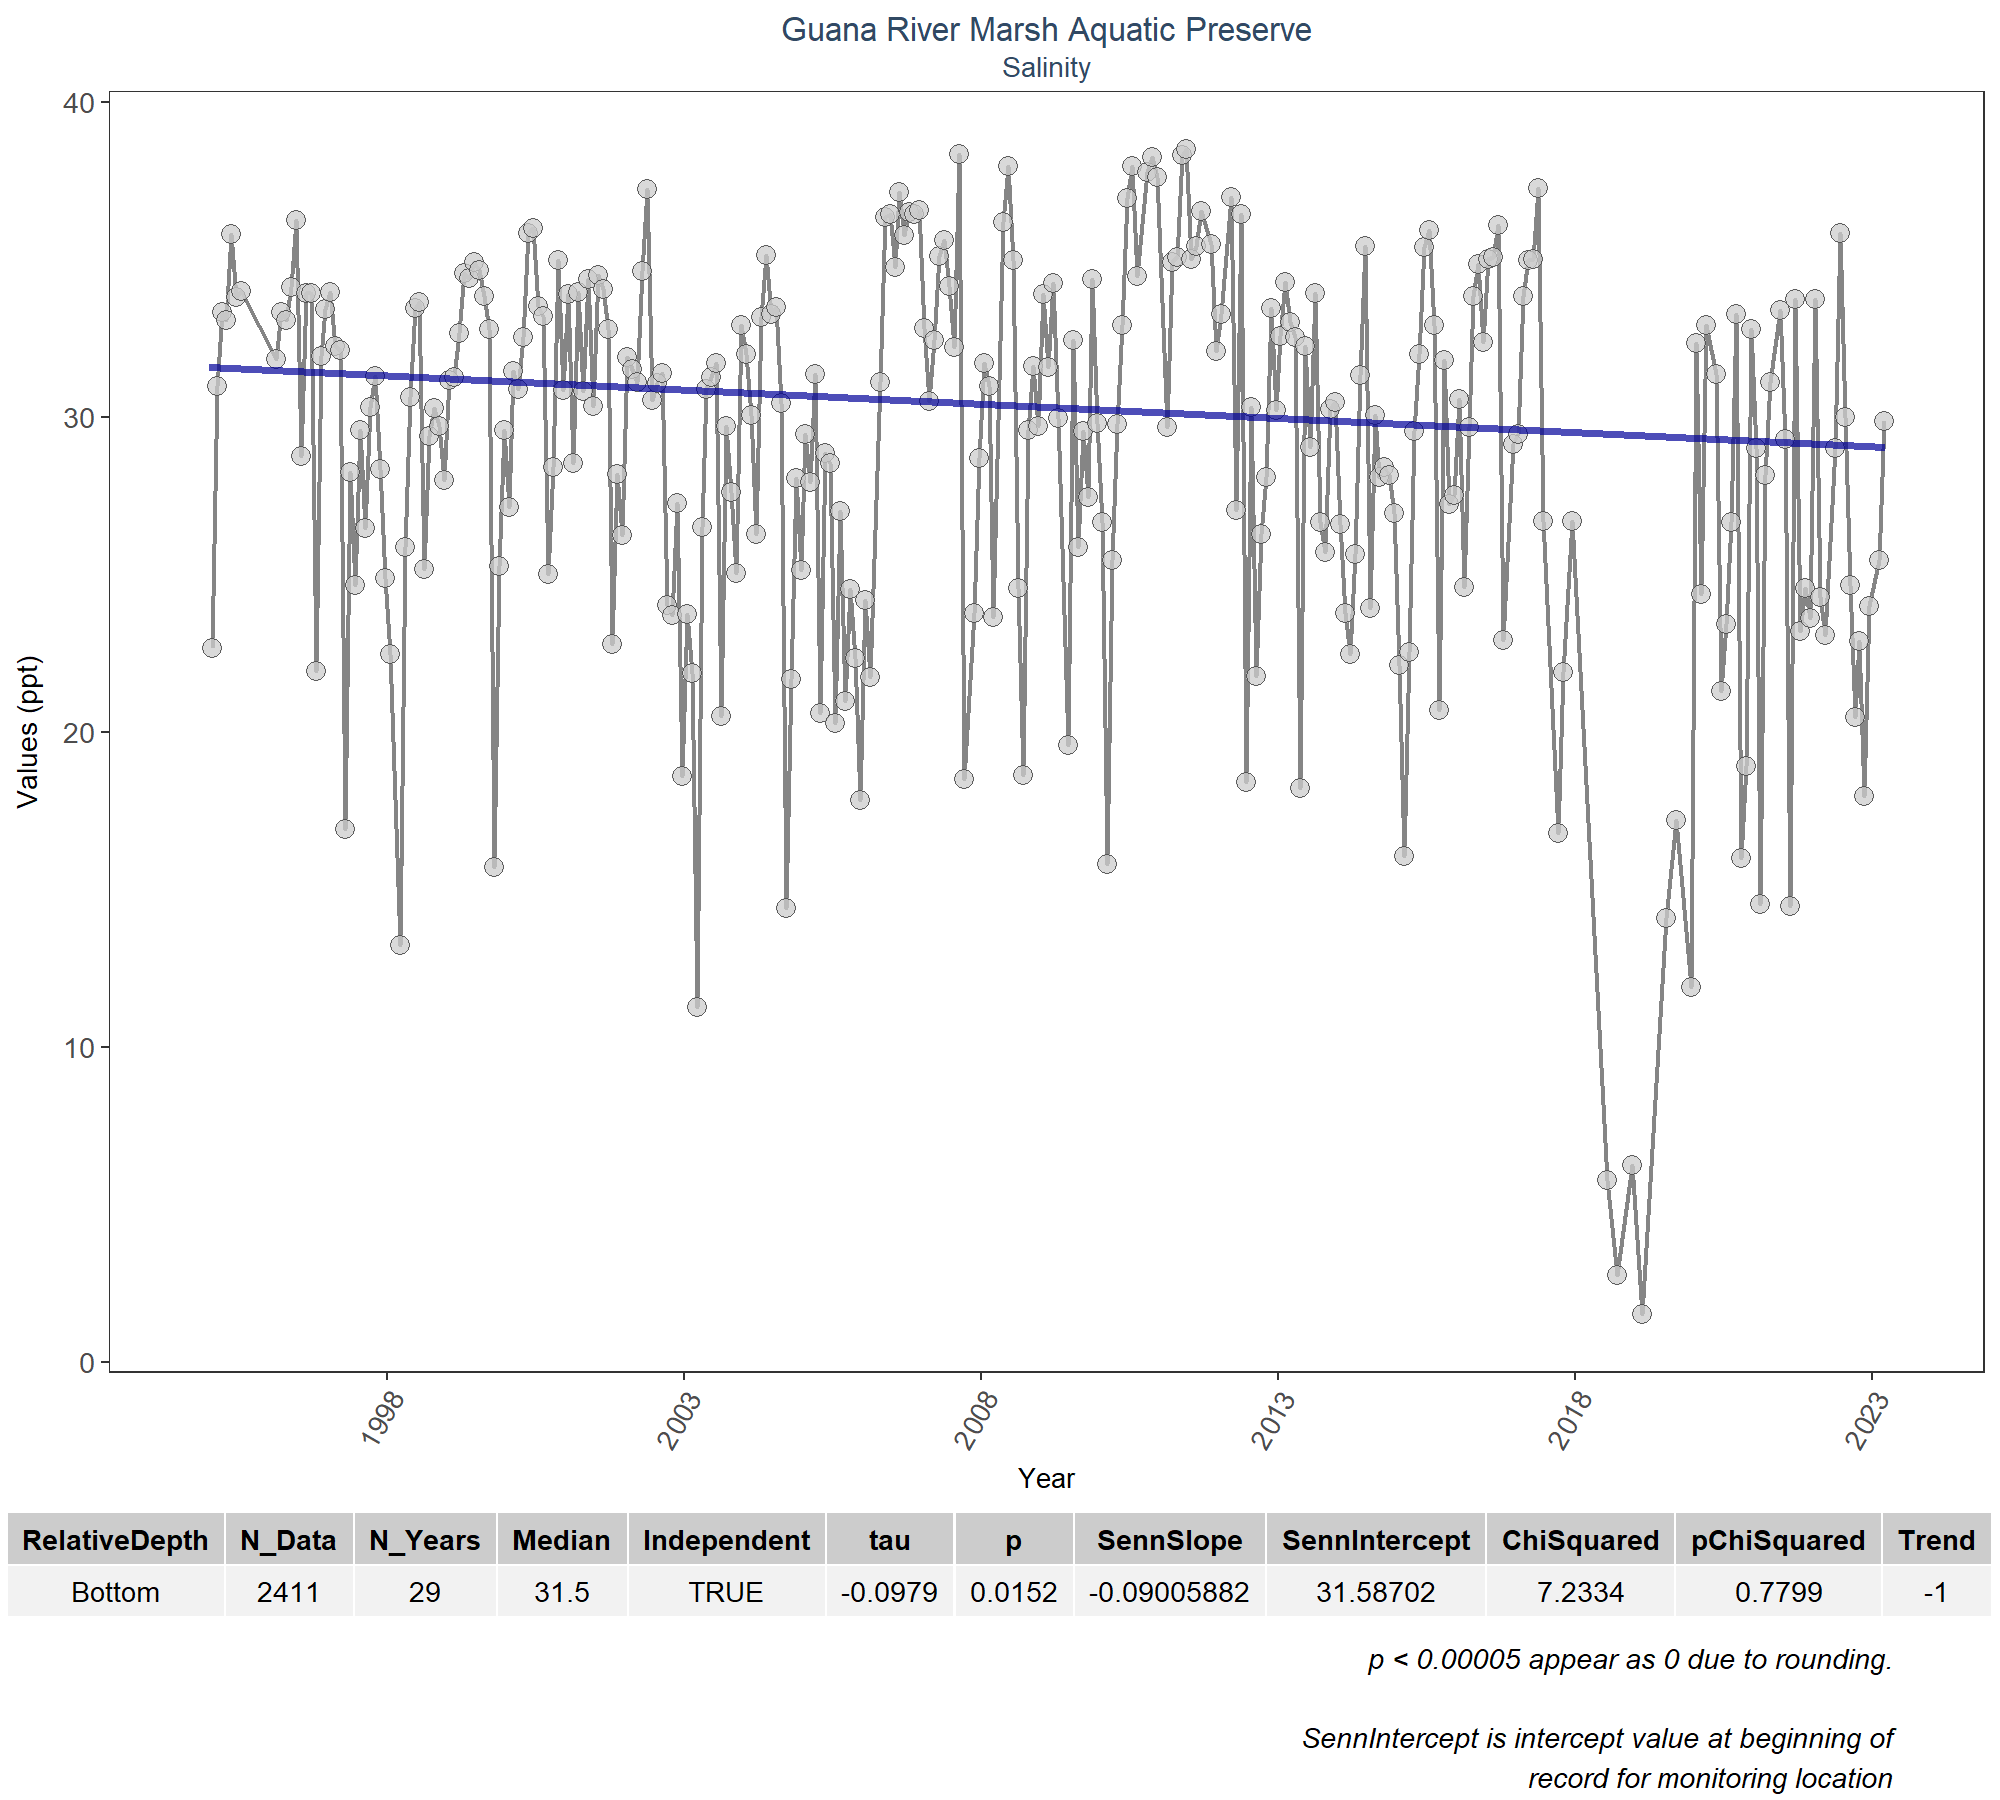 Guana River Marsh Aquatic Preserve
Salinity
40
30
20
10
0
Values (ppt)
1998
2003
2008
2013
2018
2023
Year
RelativeDepth N_Data N_Years Median Independent tau p SennSlope SennIntercept ChiSquared pChiSquared Trend
Bottom 2411 29 31.5 TRUE -0.0979 0.0152 -0.09005882 31.58702 7.2334 0.7799 -1
p < 0.00005 appear as 0 due to rounding.
SennIntercept is intercept value at beginning of
record for monitoring location